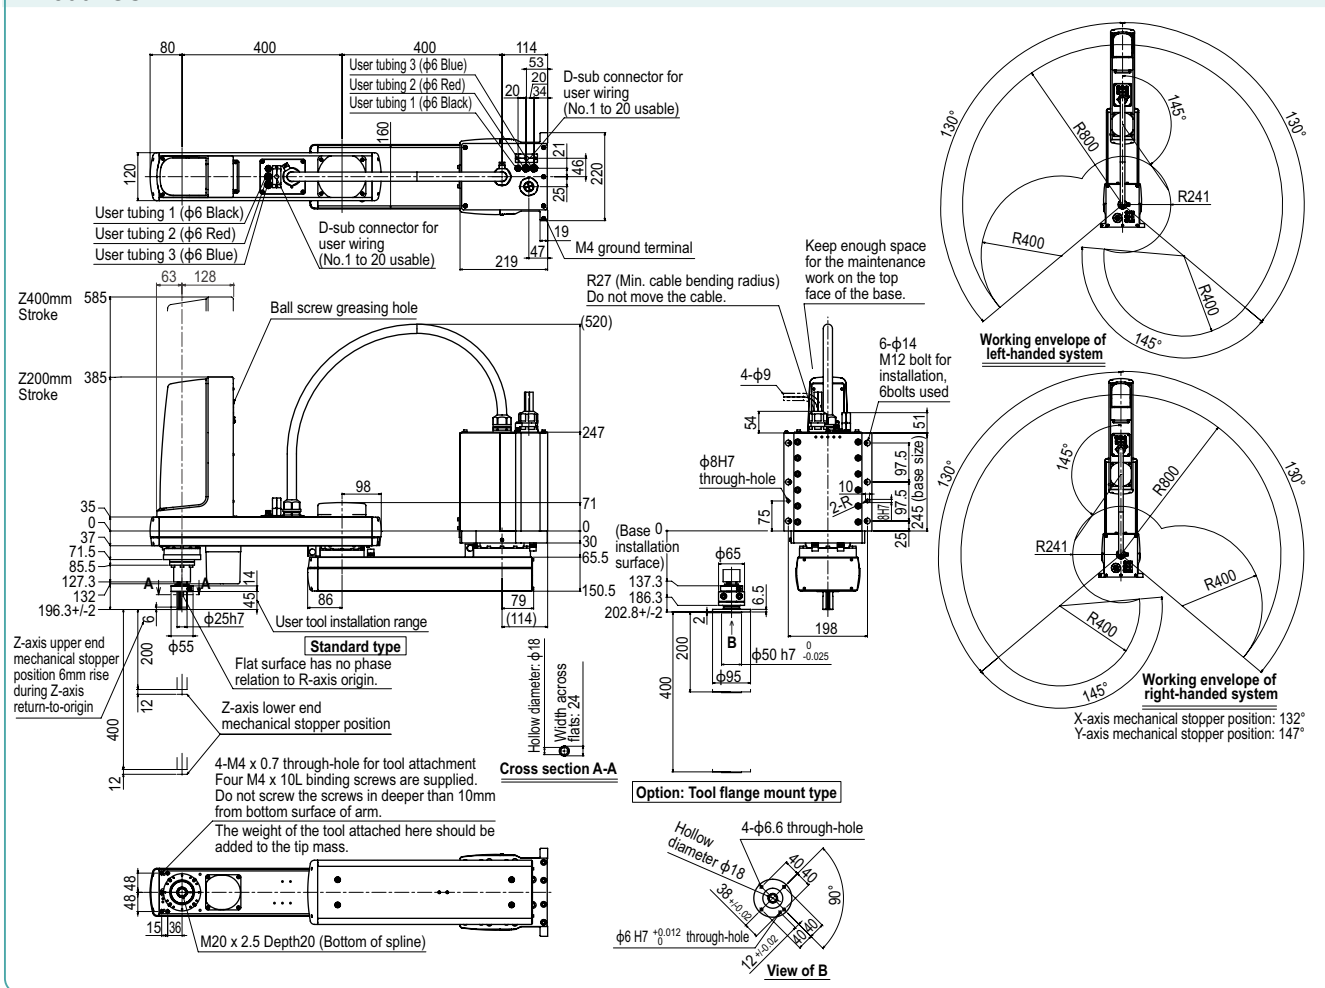 80
400
400
114
User tubing 3 (ϕ6 Blue)
User tubing 2 (ϕ6 Red)
User tubing 1 (ϕ6 Black)
53
20
20
34
D-sub connector for
user wiring
(No.1 to 20 usable)
160
120
21
46
25
220
User tubing 1 (ϕ6 Black)
User tubing 2 (ϕ6 Red)
User tubing 3 (ϕ6 Blue)
D-sub connector for
user wiring
(No.1 to 20 usable)
19
47
219
M4 ground terminal
63
128
Z400mm
Stroke
585
Ball screw greasing hole
Z200mm
Stroke
385
R27 (Min. cable bending radius)
Do not move the cable.
(520)
247
98
71
0
30
65.5
150.5
35
0
37
71.5
85.5
127.3
132
196.3+/-2
A
A
14
45
6
ϕ25h7
ϕ55
86
79
(114)
User tool installation range
Standard type
Z-axis upper end
mechanical stopper
position 6mm rise
during Z-axis
return-to-origin
200
12
400
12
Flat surface has no phase
relation to R-axis origin.
Z-axis lower end
mechanical stopper position
Hollow diameter: ϕ18
Width across
flats: 24
Cross section A-A
Keep enough space
for the maintenance
work on the top
face of the base.
6-ϕ14
M12 bolt for
installation,
6bolts used
4-ϕ9
54
51
ϕ8H7
through-hole
75
10
2-R
8H7
97.5
97.5
245 (base size)
25
(Base
installation
surface)
0
137.3
186.3
202.8+/-2
ϕ65
6.5
2
B
198
ϕ50 h7 0 -0.025
ϕ95
200
400
Option: Tool flange mount type
130°
145°
130°
R800
R241
R400
R400
145°
Working envelope of
left-handed system
130°
145°
130°
R800
R241
R400
R400
145°
Working envelope of
right-handed system
X-axis mechanical stopper position: 132°
Y-axis mechanical stopper position: 147°
4-M4 x 0.7 through-hole for tool attachment
Four M4 x 10L binding screws are supplied.
Do not screw the screws in deeper than 10mm
from bottom surface of arm.
The weight of the tool attached here should be
added to the tip mass.
48
48
15
36
M20 x 2.5 Depth20 (Bottom of spline)
Hollow
diameter ϕ18
4-ϕ6.6 through-hole
40
40
90°
38 +/-0.02
ϕ6 H7 +0.012 0 through-hole
12 +/-0.02
40
40
View of B